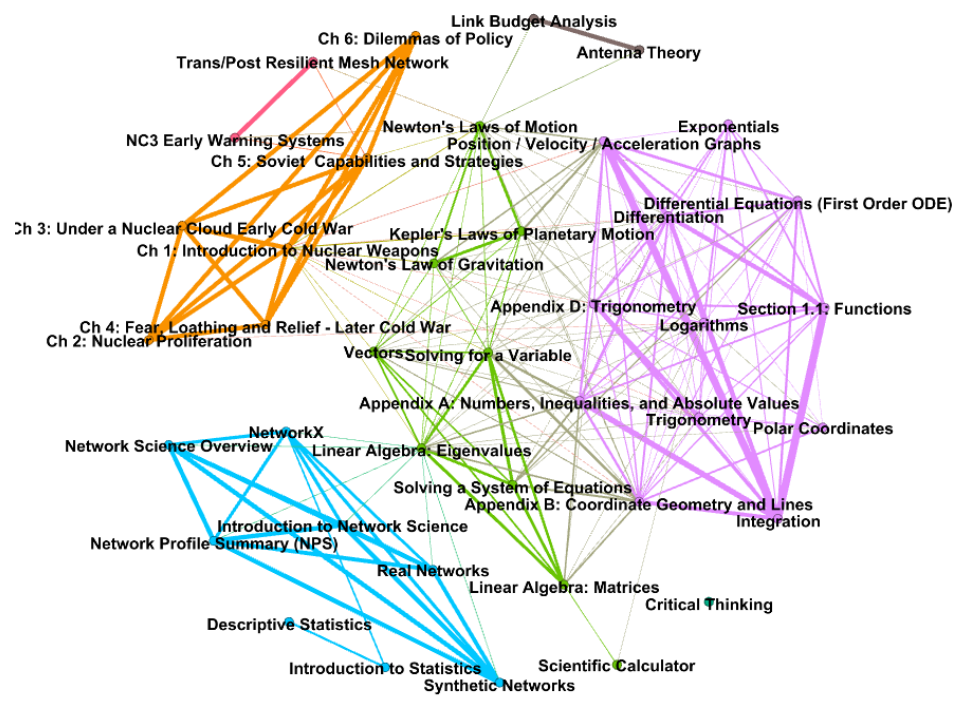 Link Budget Analysis
Ch 6: Dilemmas of Policy
Antenna Theory
Trans/Post Resilient Mesh Network
Newton's Laws of Motion
Exponentials
NC3 Early Warning Systems
Position / Velocity / Acceleration Graphs
Ch 5: Soviet Capabilities and Strategies
Differential Equations (First Order ODE)
Differentiation
Ch 3: Under a Nuclear Cloud Early Cold War
Kepler's Laws of Planetary Motion
Ch 1: Introduction to Nuclear Weapons
Newton's Law of Gravitation
Appendix D: Trigonometry
Section 1.1: Functions
Logarithms
Ch 4: Fear, Loathing and Relief - Later Cold War
Ch 2: Nuclear Proliferation
Vectors
Solving for a Variable
Appendix A: Numbers, Inequalities, and Absolute Values
Trigonometry
Polar Coordinates
NetworkX
Network Science Overview
Linear Algebra: Eigenvalues
Solving a System of Equations
Appendix B: Coordinate Geometry and Lines
Integration
Introduction to Network Science
Network Profile Summary (NPS)
Real Networks
Linear Algebra: Matrices
Critical Thinking
Descriptive Statistics
Introduction to Statistics
Scientific Calculator
Synthetic Networks